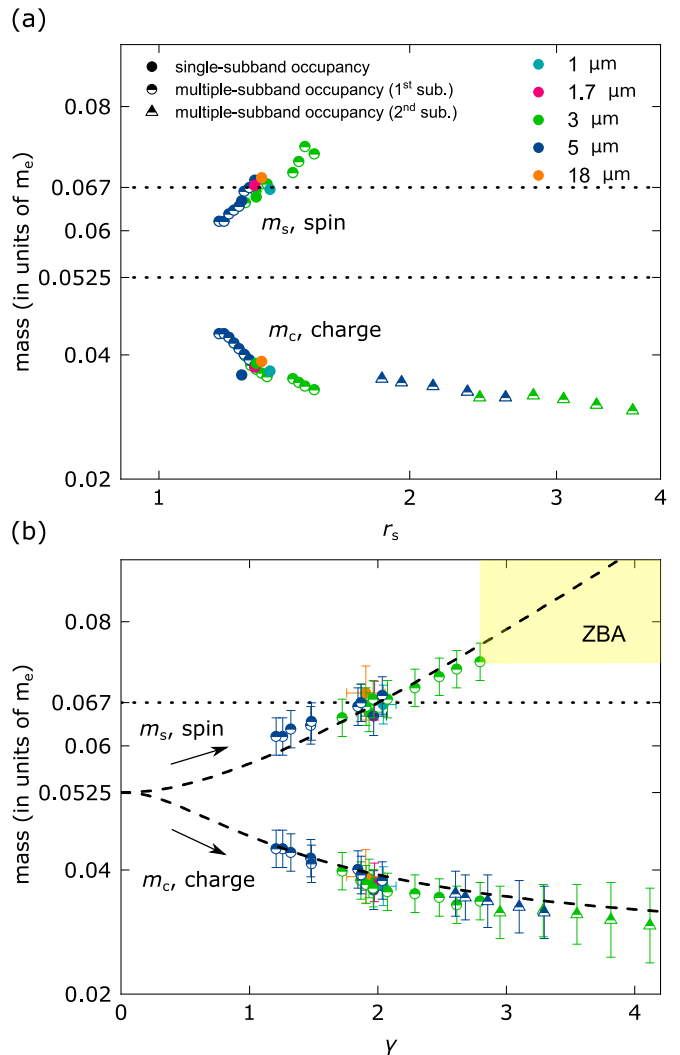 (a)
single-subband occupancy
multiple-subband occupancy (1st sub.)
multiple-subband occupancy (2nd sub.)
1 μm
1.7 μm
3 μm
5 μm
18 μm
mass (in units of me)
0.08
0.067
0.06
0.0525
0.04
0.02
ms, spin
mc, charge
1 2 3 4
rs
(b)
mass (in units of me)
0.08
0.067
0.06
0.0525
0.04
0.02
ZBA
ms, spin
mc, charge
0 1 2 3 4
γ